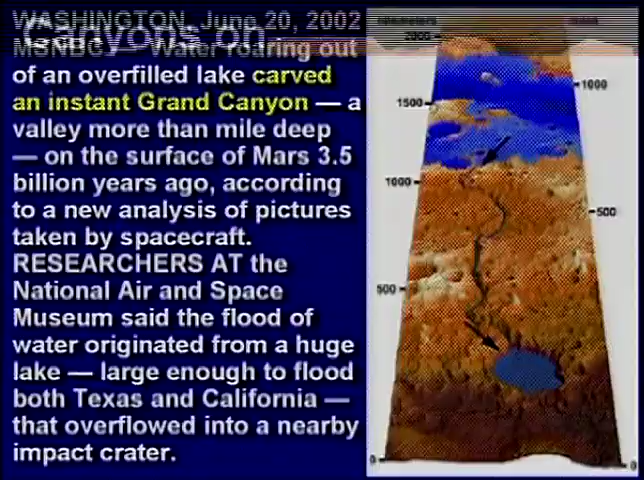 WASHINGTON, June 20, 2002
Canyons on
MSNBC — Water roaring out
of an overfilled lake carved
an instant Grand Canyon — a
valley more than mile deep
— on the surface of Mars 3.5
billion years ago, according
to a new analysis of pictures
taken by spacecraft.
RESEARCHERS AT the
National Air and Space
Museum said the flood of
water originated from a huge
lake — large enough to flood
both Texas and California —
that overflowed into a nearby
impact crater.
kilometers
2000
1000
1500
1000
500
500
0
0